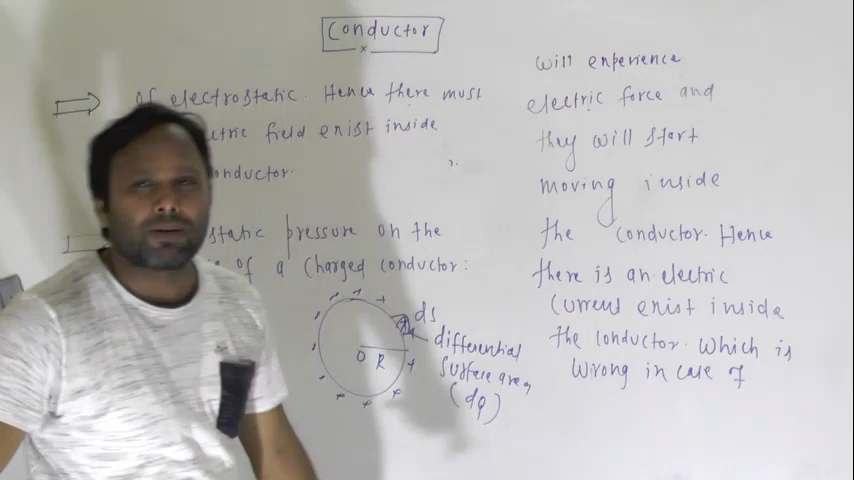 Conductor
of electrostatic. Hence there must
tric field exist inside
onductor.
static pressure on the
of a Charged conductor:
ds
differential
surface area
(dq)
O R
will experience
electric force and
they will start
moving inside
the conductor. Hence
there is an electric
Current exist inside
the conductor. Which is
Wrong in case of